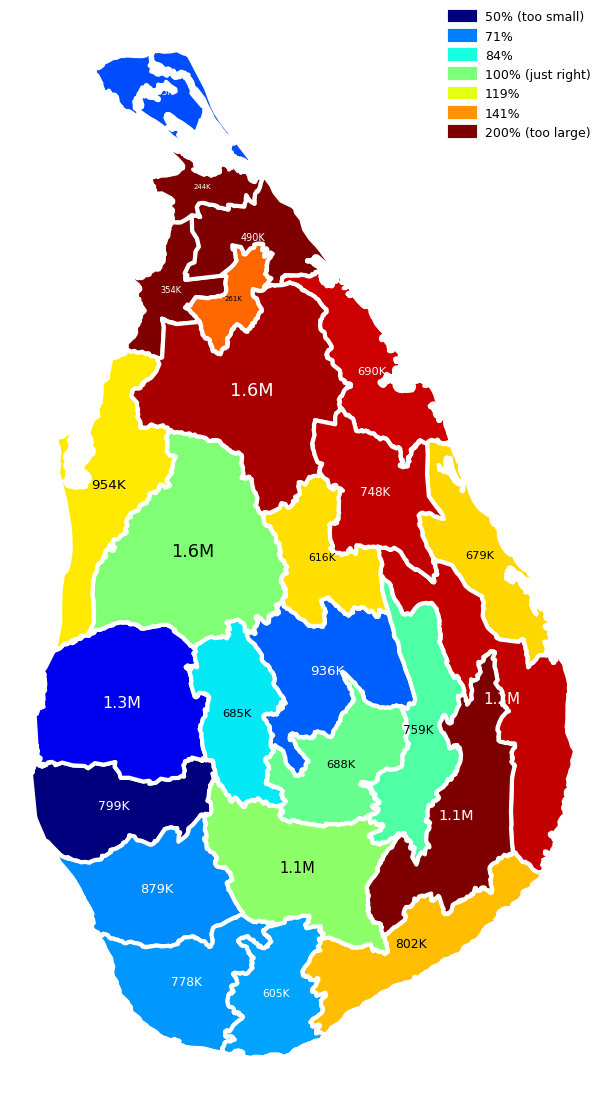 50% (too small)
71%
84%
100% (just right)
119%
141%
200% (too large)
244K
490K
354K
261K
1.6M
690K
954K
748K
1.6M
616K
679K
936K
1.3M
685K
1.2M
759K
688K
799K
1.1M
1.1M
879K
802K
778K
605K